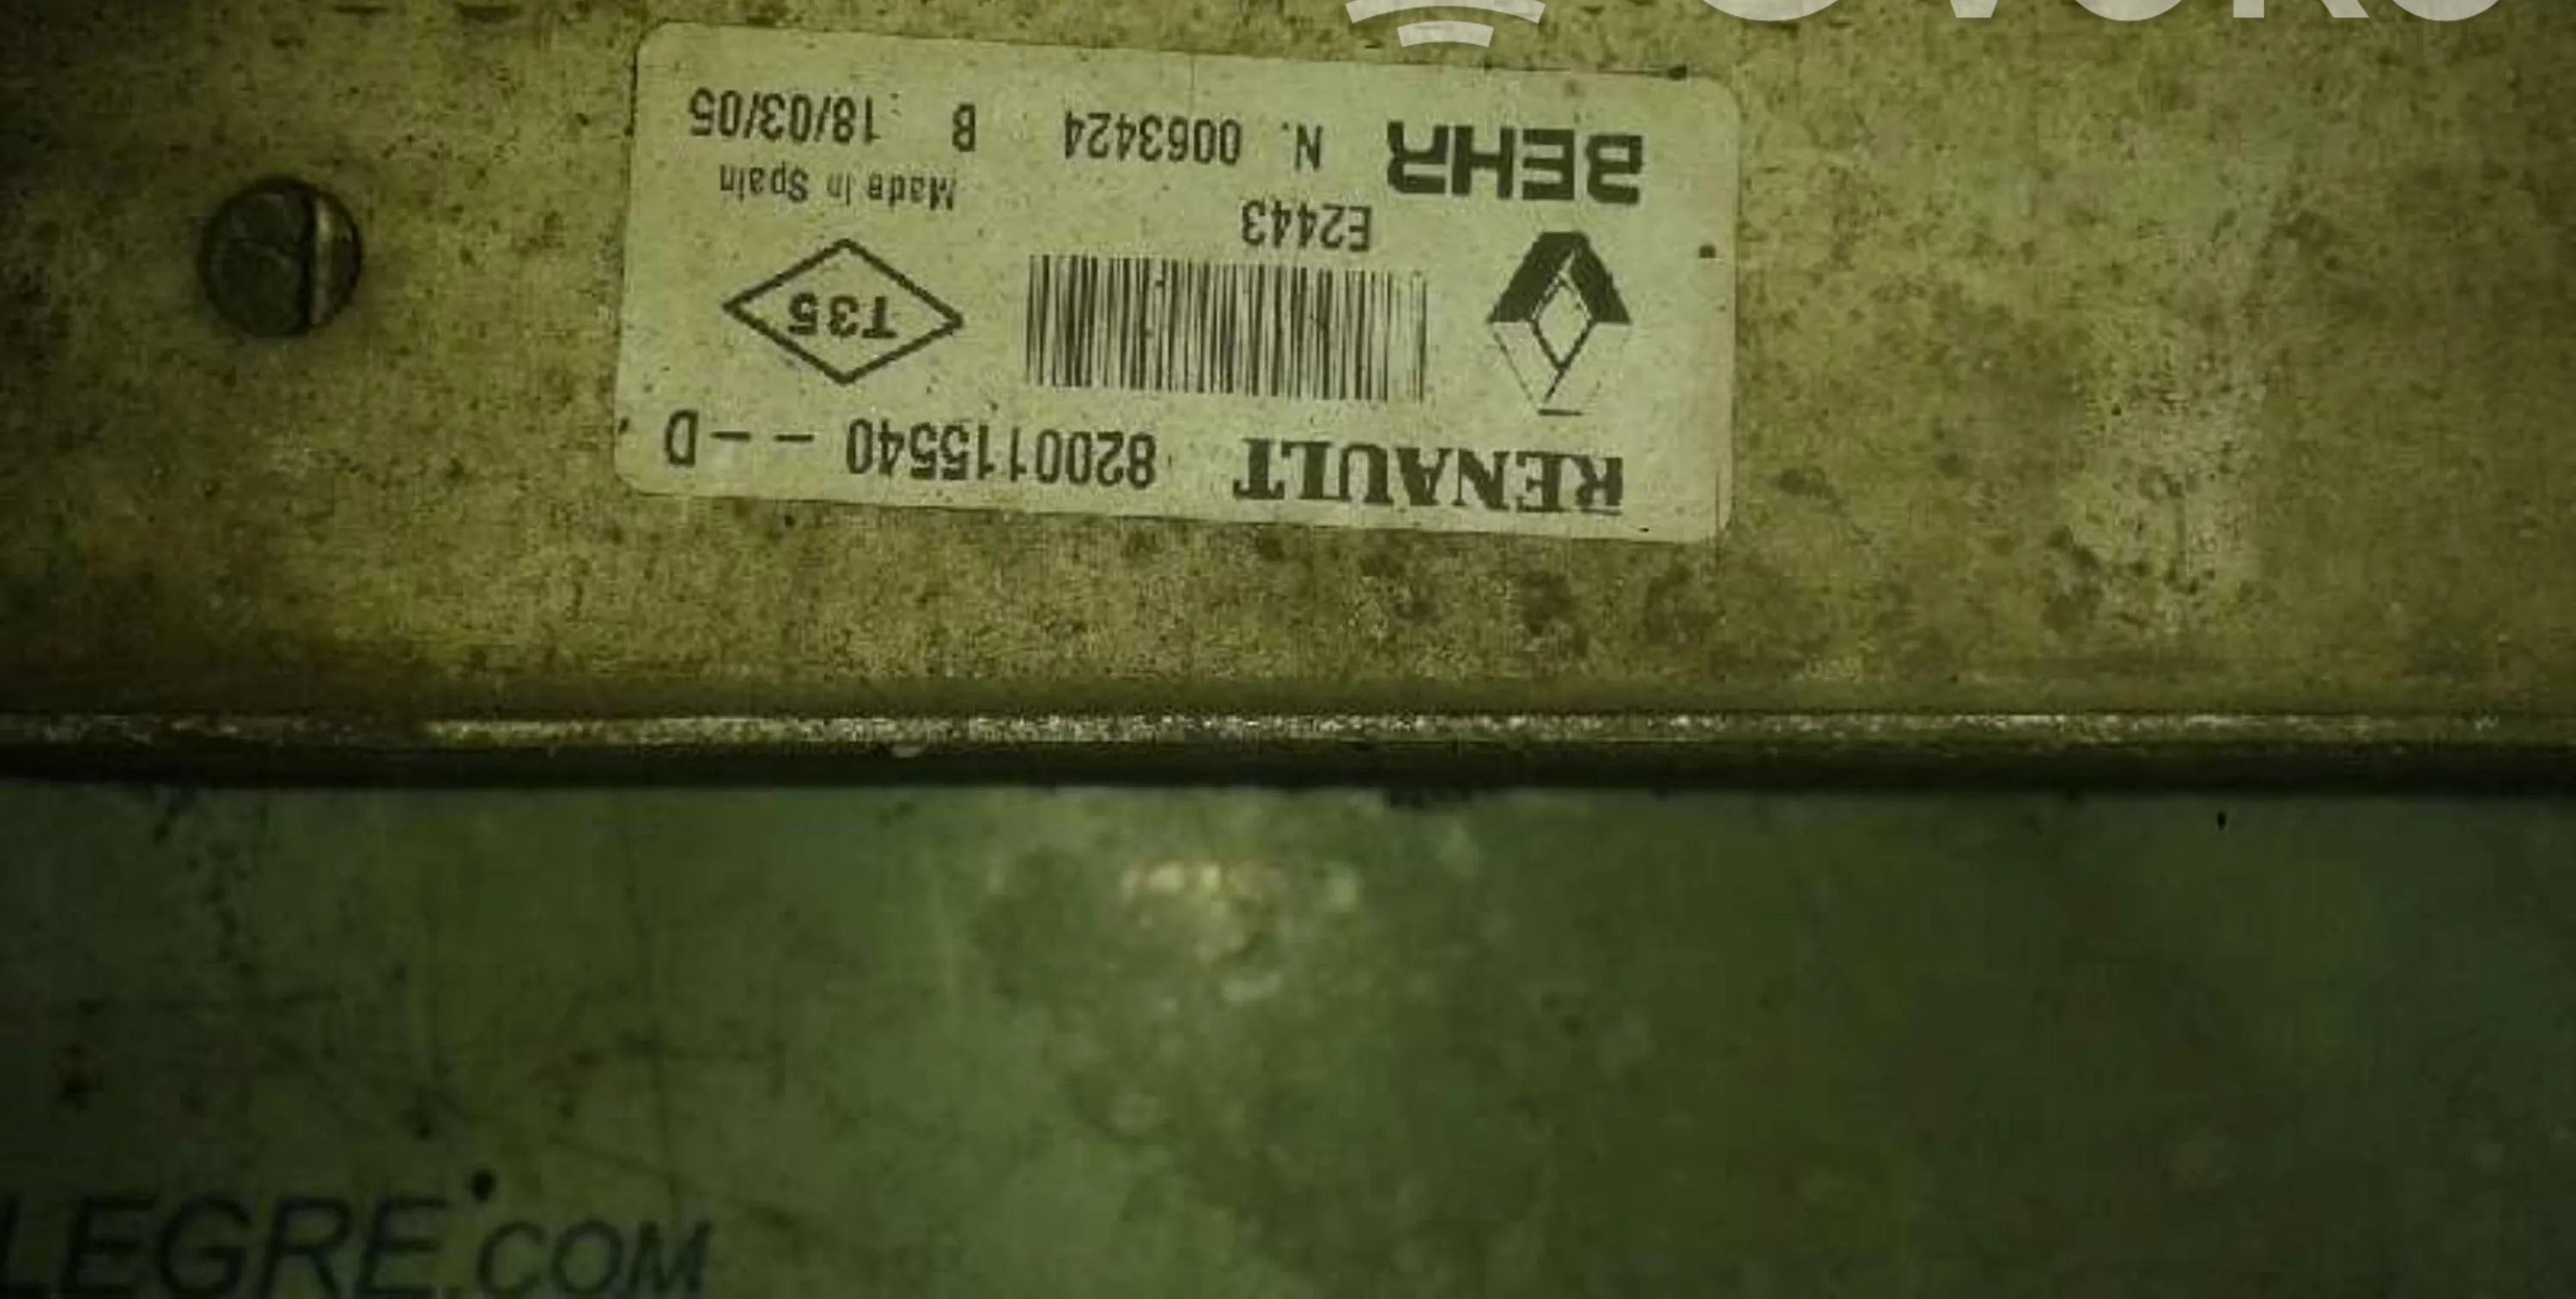 RENAULT 8200115540 - - D
T35
E2443
Made in Spain
BEHR N. 0063424 B 18/03/05
LEGRE.COM